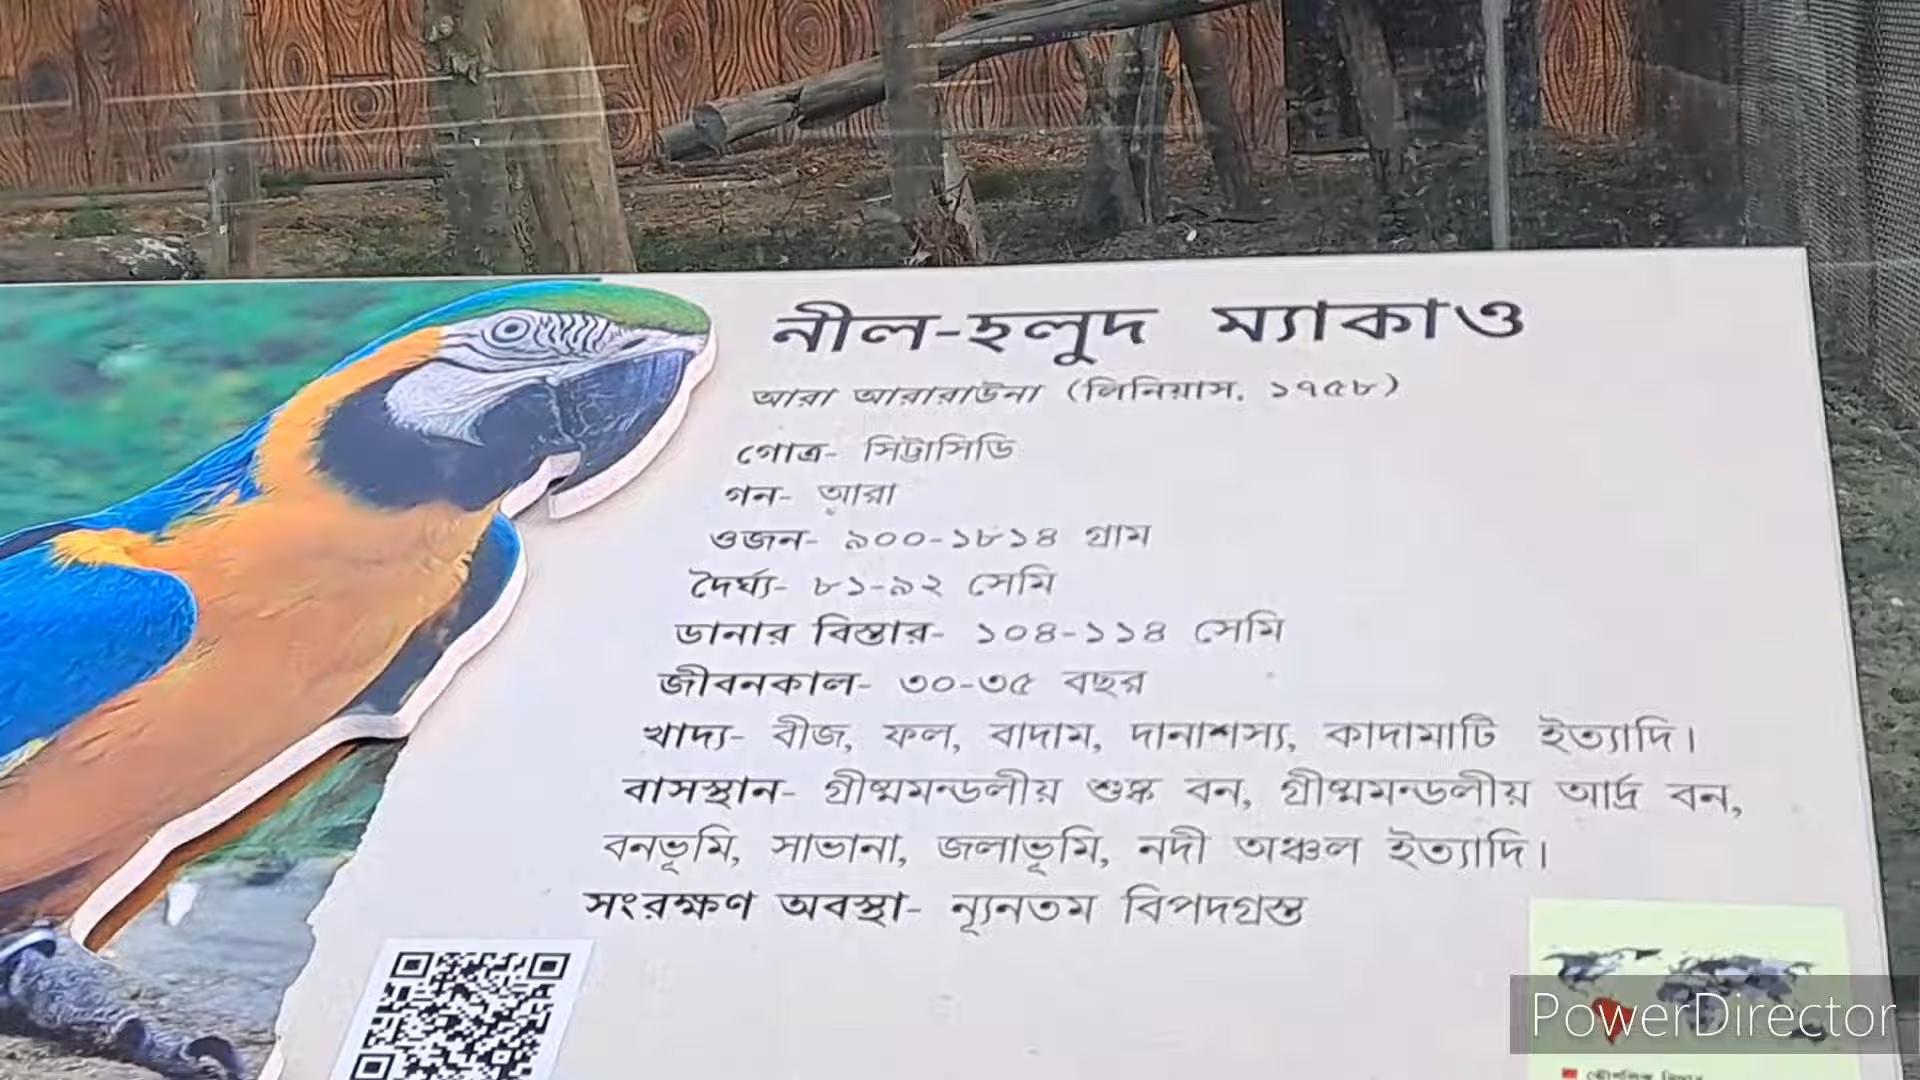 নীল-হলুদ ম্যাকাও
আরা আরারাউনা (লিনিয়াস, ১৭৫৮)
গোত্র- সিট্টাসিডি
গন- আরা
ওজন- ৯০০-১৮১৪ গ্রাম
দৈর্ঘ্য- ৮১-৯২ সেমি
ডানার বিস্তার- ১০৪-১১৪ সেমি
জীবনকাল- ৩০-৩৫ বছর
খাদ্য- বীজ, ফল, বাদাম, দানাশস্য, কাদামাটি ইত্যাদি।
বাসস্থান- গ্রীষ্মমন্ডলীয় শুষ্ক বন, গ্রীষ্মমন্ডলীয় আর্দ্র বন,
বনভূমি, সাভানা, জলাভূমি, নদী অঞ্চল ইত্যাদি।
সংরক্ষণ অবস্থা- ন্যূনতম বিপদগ্রস্ত
PowerDirector